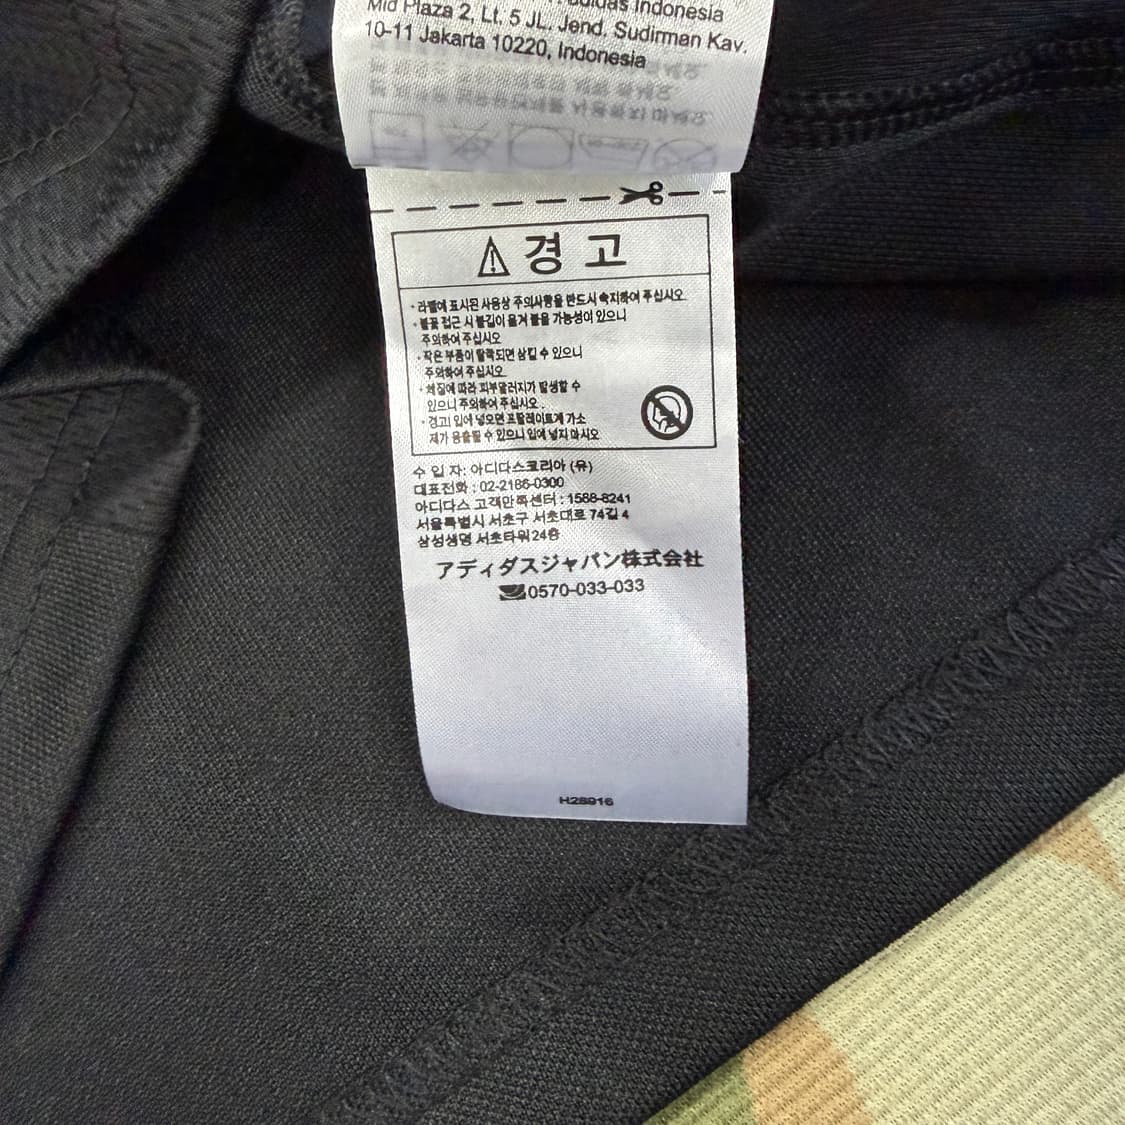 adidas Indonesia
Mid Plaza 2, Lt. 5 JL. Jend. Sudirman Kav.
10-11 Jakarta 10220, Indonesia
경 고
· 라벨에 표시된 사용상 주의사항을 반드시 숙지하여 주십시오
· 불꽃 접근 시 불길이 옮겨 붙을 가능성이 있으니
주의하여 주십시오
· 작은 부품이 탈락되면 삼킬 수 있으니
주의하여 주십시오
· 체질에 따라 피부알러지가 발생할 수
있으니 주의하여 주십시오.
· 경고! 입에 넣으면 프탈레이트계 가소
제가 용출될 수 있으니 입에 넣지 마시오
수 입 자: 아디다스코리아 (유)
대표전화 : 02-2186-0300
아디다스 고객만족센터 : 1588-8241
서울특별시 서초구 서초대로 74길 4
삼성생명 서초타워 24층
アディダスジャパン株式会社
0570-033-033
H28916